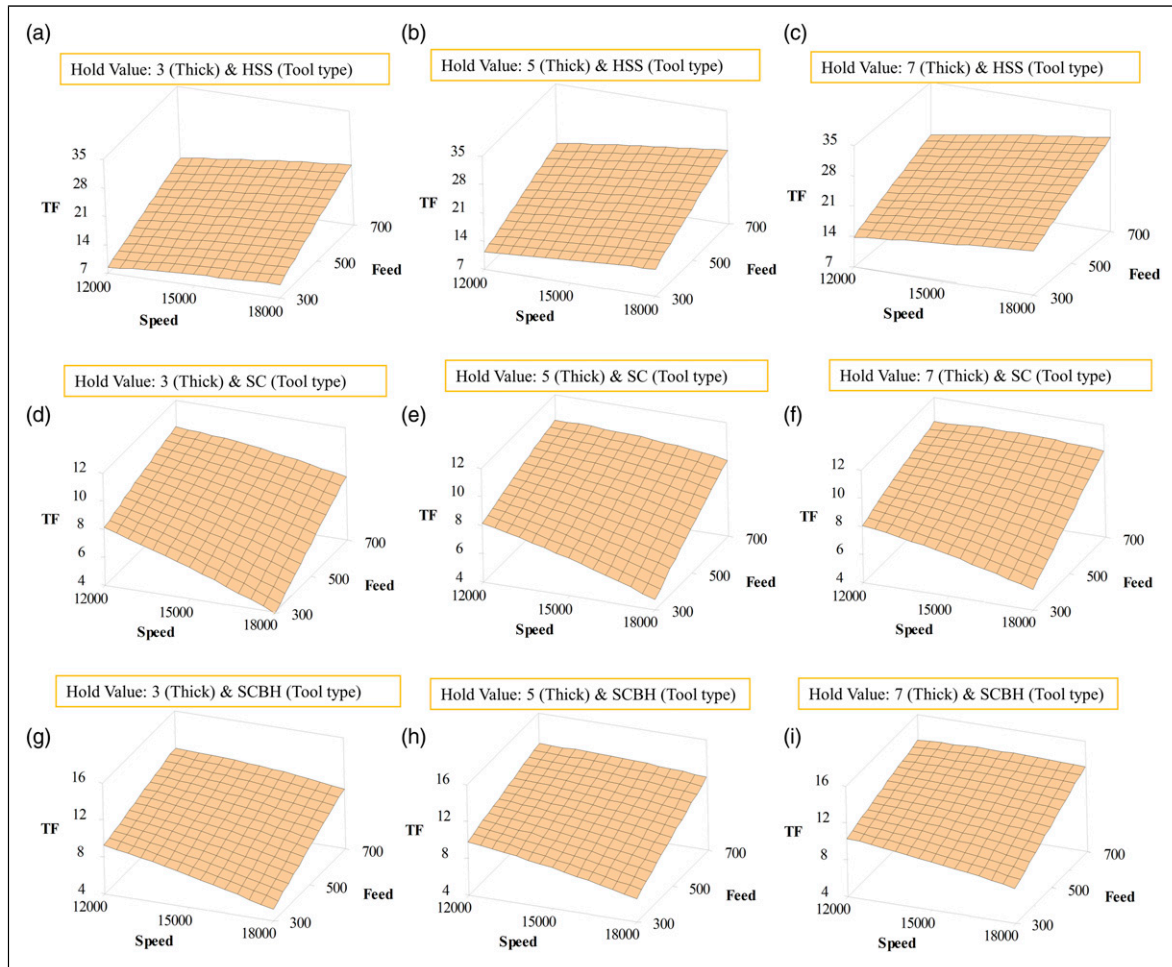 (a)
Hold Value: 3 (Thick) & HSS (Tool type)
35
28
TF
21
14
7
12000
15000
18000
Speed
300
500
700
Feed
(b)
Hold Value: 5 (Thick) & HSS (Tool type)
35
28
TF
21
14
7
12000
15000
18000
Speed
300
500
700
Feed
(c)
Hold Value: 7 (Thick) & HSS (Tool type)
35
28
TF
21
14
7
12000
15000
18000
Speed
300
500
700
Feed
(d)
Hold Value: 3 (Thick) & SC (Tool type)
12
10
TF
8
6
4
12000
15000
18000
Speed
300
500
700
Feed
(e)
Hold Value: 5 (Thick) & SC (Tool type)
12
10
TF
8
6
4
12000
15000
18000
Speed
300
500
700
Feed
(f)
Hold Value: 7 (Thick) & SC (Tool type)
12
10
TF
8
6
4
12000
15000
18000
Speed
300
500
700
Feed
(g)
Hold Value: 3 (Thick) & SCBH (Tool type)
16
12
TF
8
4
12000
15000
18000
Speed
300
500
700
Feed
(h)
Hold Value: 5 (Thick) & SCBH (Tool type)
16
12
TF
8
4
12000
15000
18000
Speed
300
500
700
Feed
(i)
Hold Value: 7 (Thick) & SCBH (Tool type)
16
12
TF
8
4
12000
15000
18000
Speed
300
500
700
Feed